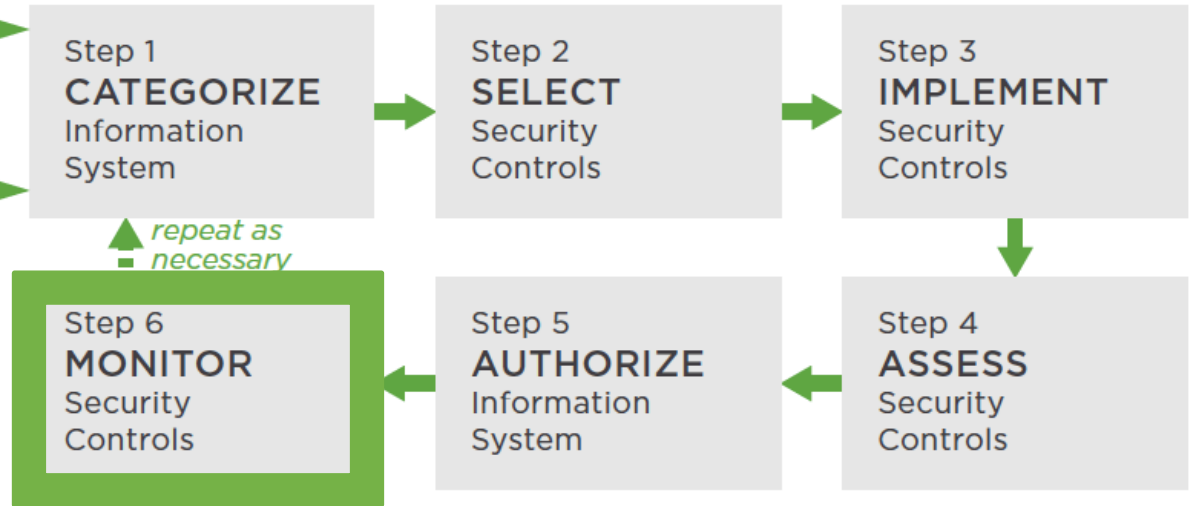 Step 1
CATEGORIZE
Information
System
Step 2
SELECT
Security
Controls
Step 3
IMPLEMENT
Security
Controls
repeat as
necessary
Step 6
MONITOR
Security
Controls
Step 5
AUTHORIZE
Information
System
Step 4
ASSESS
Security
Controls